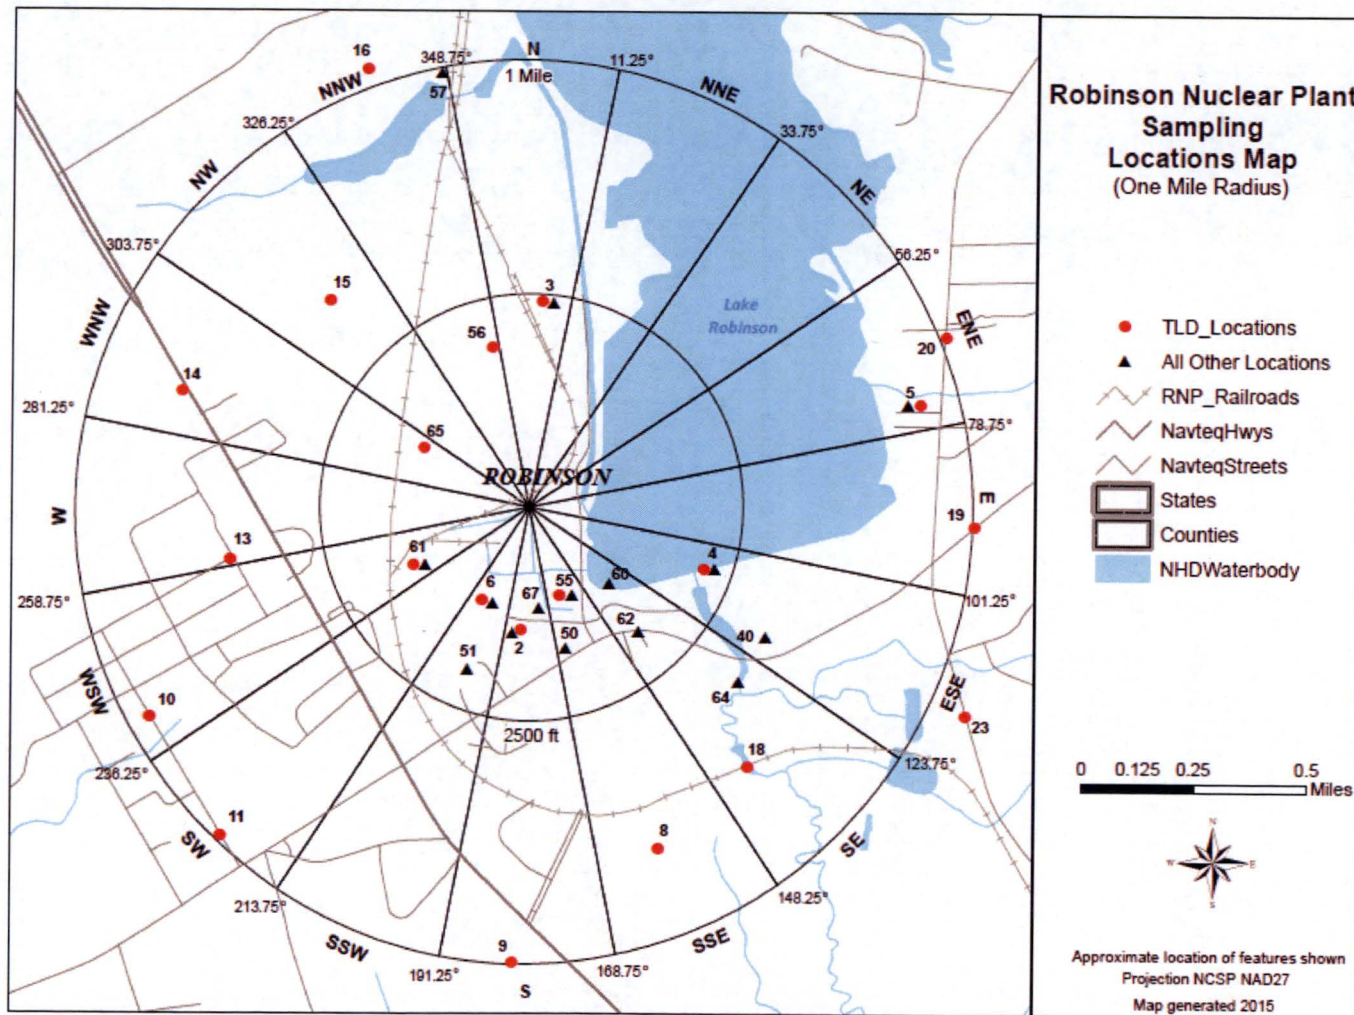 16
348.75°
N
11.25°
1 Mile
NNW
57
NNE
326.25°
33.75°
NW
NE
303.75°
56.25°
15
3
Lake
Robinson
WNW
56
ENE
20
14
5
281.25°
78.75°
65
ROBINSON
W
E
19
13
61
4
6
55
60
258.75°
67
101.25°
62
2
50
40
51
WSW
10
64
ESE
23
2500 ft
236.25°
18
123.75°
11
SW
8
SE
213.75°
148.25°
SSW
9
SSE
191.25°
168.75°
S
Robinson Nuclear Plant
Sampling
Locations Map
(One Mile Radius)
TLD_Locations
All Other Locations
RNP_Railroads
NavteqHwys
NavteqStreets
States
Counties
NHDWaterbody
0 0.125 0.25 0.5
Miles
N
W E
S
Approximate location of features shown
Projection NCSP NAD27
Map generated 2015